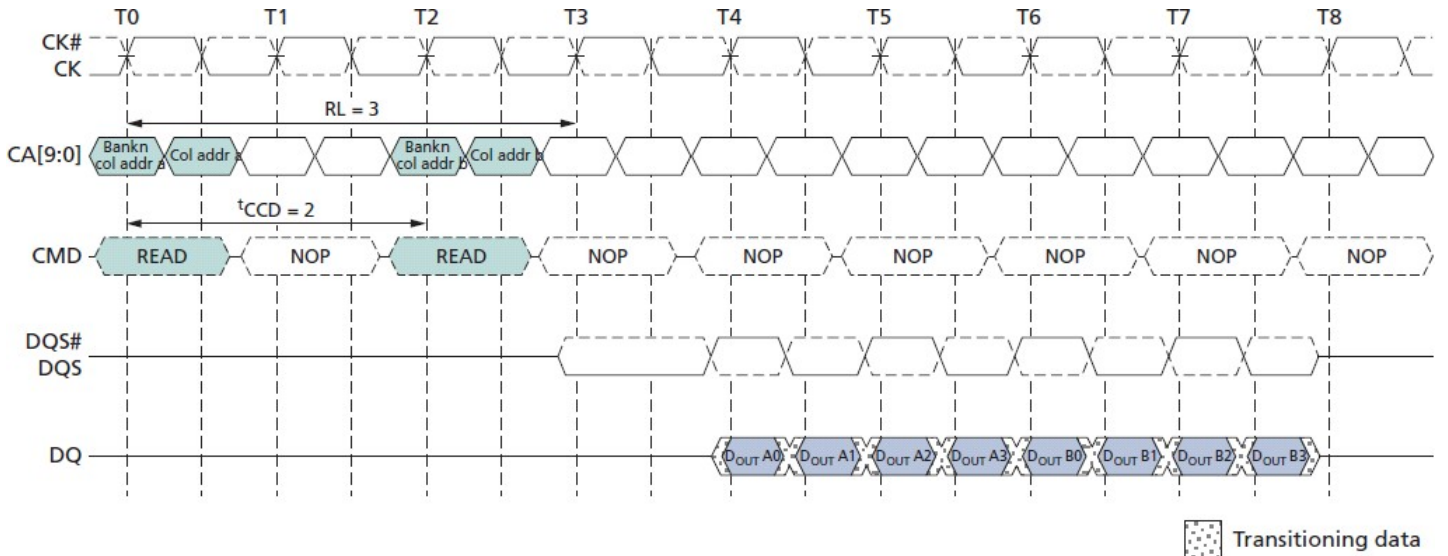 T0 T1 T2 T3 T4 T5 T6 T7 T8
CK#
CK
RL = 3
CA[9:0]
Bankn
col addr a
Col addr a
Bankn
col addr b
Col addr b
tCCD = 2
CMD READ NOP READ NOP NOP NOP NOP NOP NOP
DQS#
DQS
DQ DOUT A0 DOUT A1 DOUT A2 DOUT A3 DOUT B0 DOUT B1 DOUT B2 DOUT B3
Transitioning data